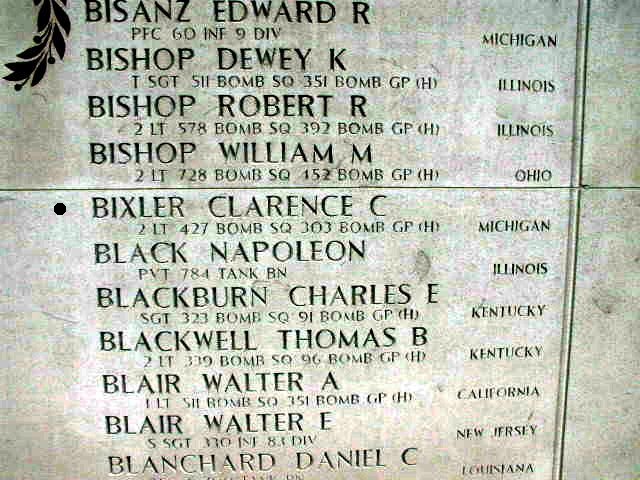 BISANZ EDWARD R
PFC 60 INF 9 DIV MICHIGAN
BISHOP DEWEY K
T SGT 511 BOMB SQ 351 BOMB GP (H) ILLINOIS
BISHOP ROBERT R
2 LT 578 BOMB SQ 392 BOMB GP (H) ILLINOIS
BISHOP WILLIAM M
2 LT 728 BOMB SQ 452 BOMB GP (H) OHIO
BIXLER CLARENCE C
2 LT 427 BOMB SQ 303 BOMB GP (H) MICHIGAN
BLACK NAPOLEON
PVT 784 TANK BN ILLINOIS
BLACKBURN CHARLES E
SGT 323 BOMB SQ 91 BOMB GP (H) KENTUCKY
BLACKWELL THOMAS B
2 LT 339 BOMB SQ 96 BOMB GP (H) KENTUCKY
BLAIR WALTER A
1 LT 511 BOMB SQ 351 BOMB GP (H) CALIFORNIA
BLAIR WALTER E
S SGT 330 INF 83 DIV NEW JERSEY
BLANCHARD DANIEL C
TANK BN LOUISIANA